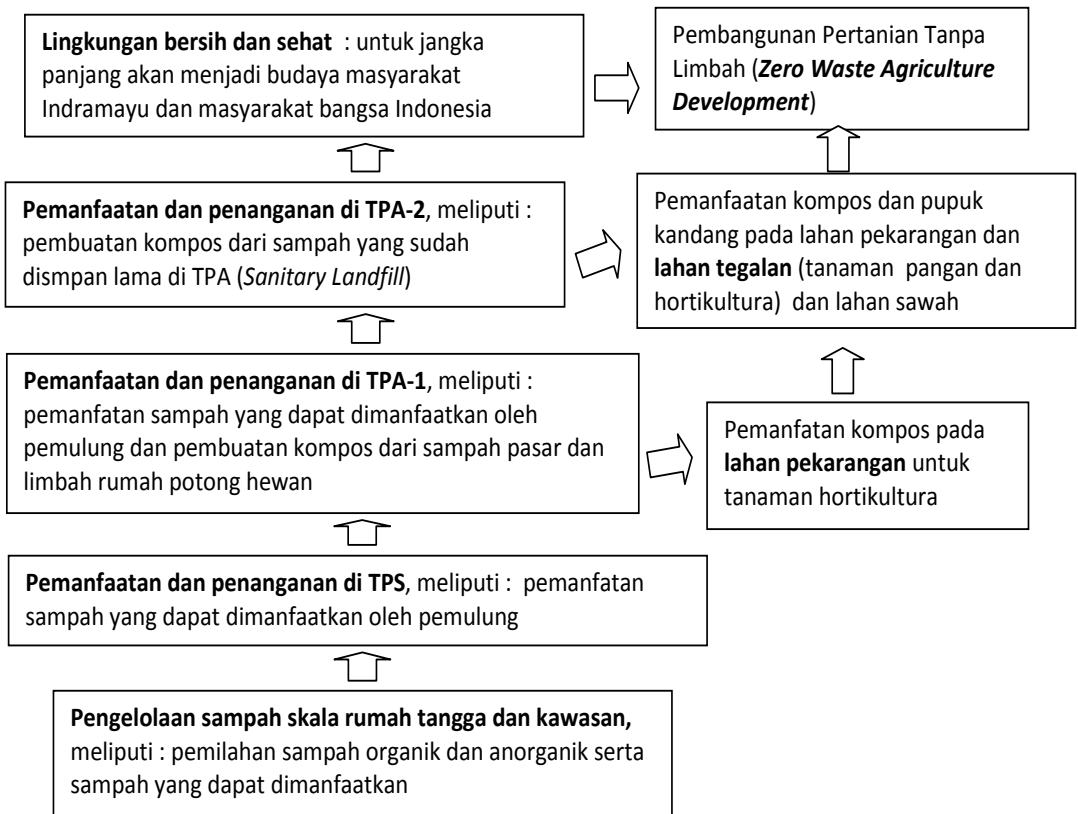 Lingkungan bersih dan sehat : untuk jangka
panjang akan menjadi budaya masyarakat
Indramayu dan masyarakat bangsa Indonesia
Pembangunan Pertanian Tanpa
Limbah (Zero Waste Agriculture
Development)
Pemanfaatan dan penanganan di TPA-2, meliputi :
pembuatan kompos dari sampah yang sudah
dismpan lama di TPA (Sanitary Landfill)
Pemanfaatan kompos dan pupuk
kandang pada lahan pekarangan dan
lahan tegalan (tanaman pangan dan
hortikultura) dan lahan sawah
Pemanfaatan dan penanganan di TPA-1, meliputi :
pemanfatan sampah yang dapat dimanfaatkan oleh
pemulung dan pembuatan kompos dari sampah pasar dan
limbah rumah potong hewan
Pemanfatan kompos pada
lahan pekarangan untuk
tanaman hortikultura
Pemanfaatan dan penanganan di TPS, meliputi : pemanfatan
sampah yang dapat dimanfaatkan oleh pemulung
Pengelolaan sampah skala rumah tangga dan kawasan,
meliputi : pemilahan sampah organik dan anorganik serta
sampah yang dapat dimanfaatkan